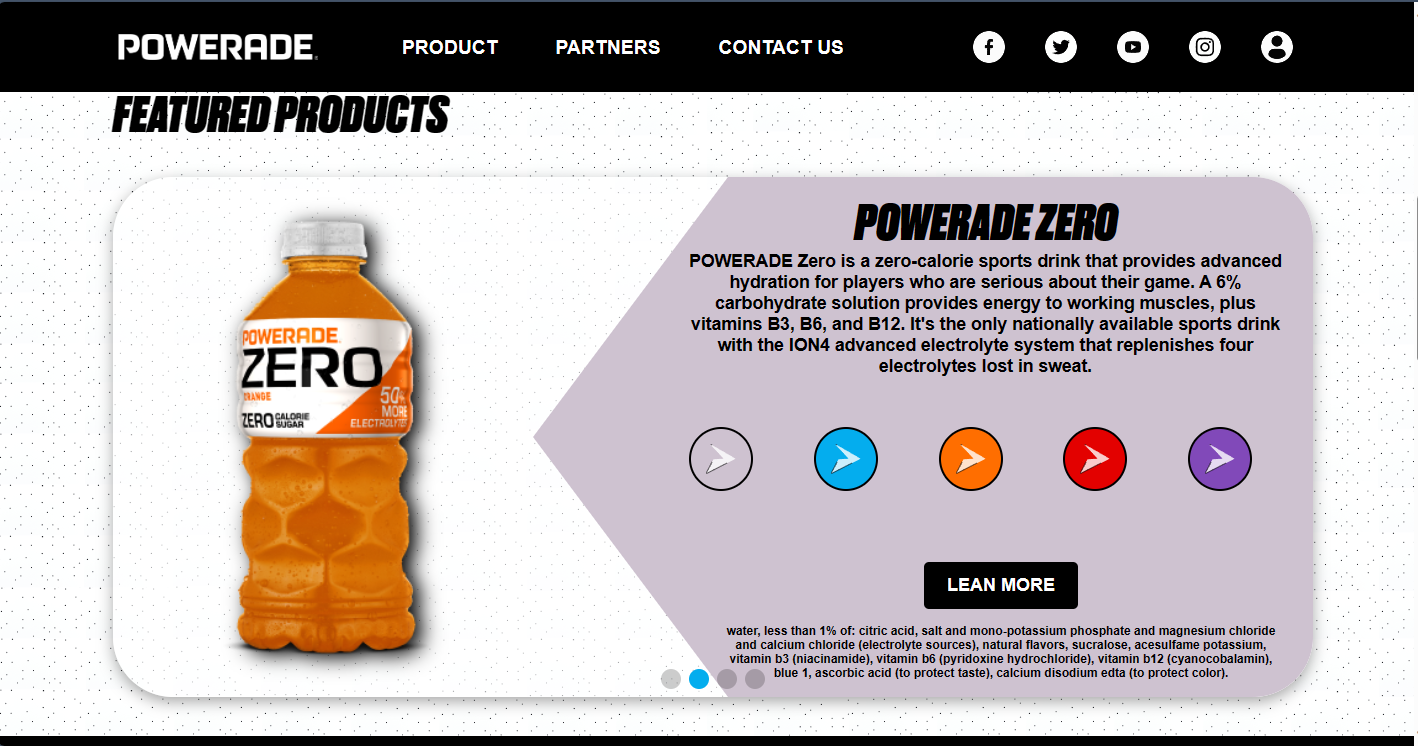 POWERADE
PRODUCT
PARTNERS
CONTACT US
FEATURED PRODUCTS
POWERADE
ZERO
ORANGE
ZERO CALORIE
SUGAR
50%
MORE
ELECTROLYTES
POWERADE ZERO
POWERADE Zero is a zero-calorie sports drink that provides advanced
hydration for players who are serious about their game. A 6%
carbohydrate solution provides energy to working muscles, plus
vitamins B3, B6, and B12. It's the only nationally available sports drink
with the ION4 advanced electrolyte system that replenishes four
electrolytes lost in sweat.
LEAN MORE
water, less than 1% of: citric acid, salt and mono-potassium phosphate and magnesium chloride
and calcium chloride (electrolyte sources), natural flavors, sucralose, acesulfame potassium,
vitamin b3 (niacinamide), vitamin b6 (pyridoxine hydrochloride), vitamin b12 (cyanocobalamin),
blue 1, ascorbic acid (to protect taste), calcium disodium edta (to protect color).